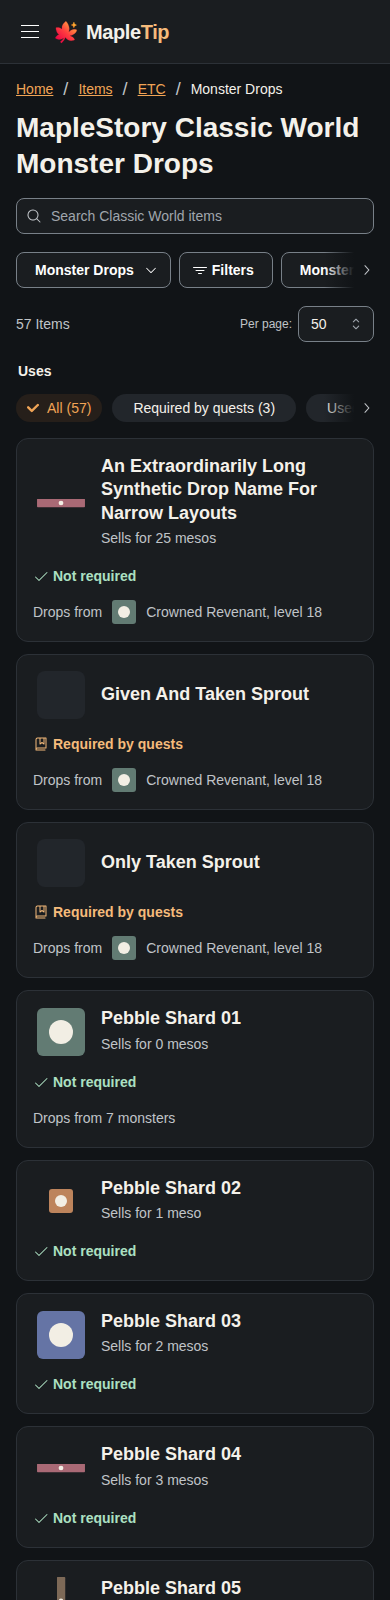 MapleTip
Home / Items / ETC / Monster Drops
MapleStory Classic World
Monster Drops
Search Classic World items
Monster Drops
Filters
Monster
57 Items
Per page:
50
Uses
All (57)
Required by quests (3)
Use
An Extraordinarily Long
Synthetic Drop Name For
Narrow Layouts
Sells for 25 mesos
Not required
Drops from Crowned Revenant, level 18
Given And Taken Sprout
Required by quests
Drops from Crowned Revenant, level 18
Only Taken Sprout
Required by quests
Drops from Crowned Revenant, level 18
Pebble Shard 01
Sells for 0 mesos
Not required
Drops from 7 monsters
Pebble Shard 02
Sells for 1 meso
Not required
Pebble Shard 03
Sells for 2 mesos
Not required
Pebble Shard 04
Sells for 3 mesos
Not required
Pebble Shard 05